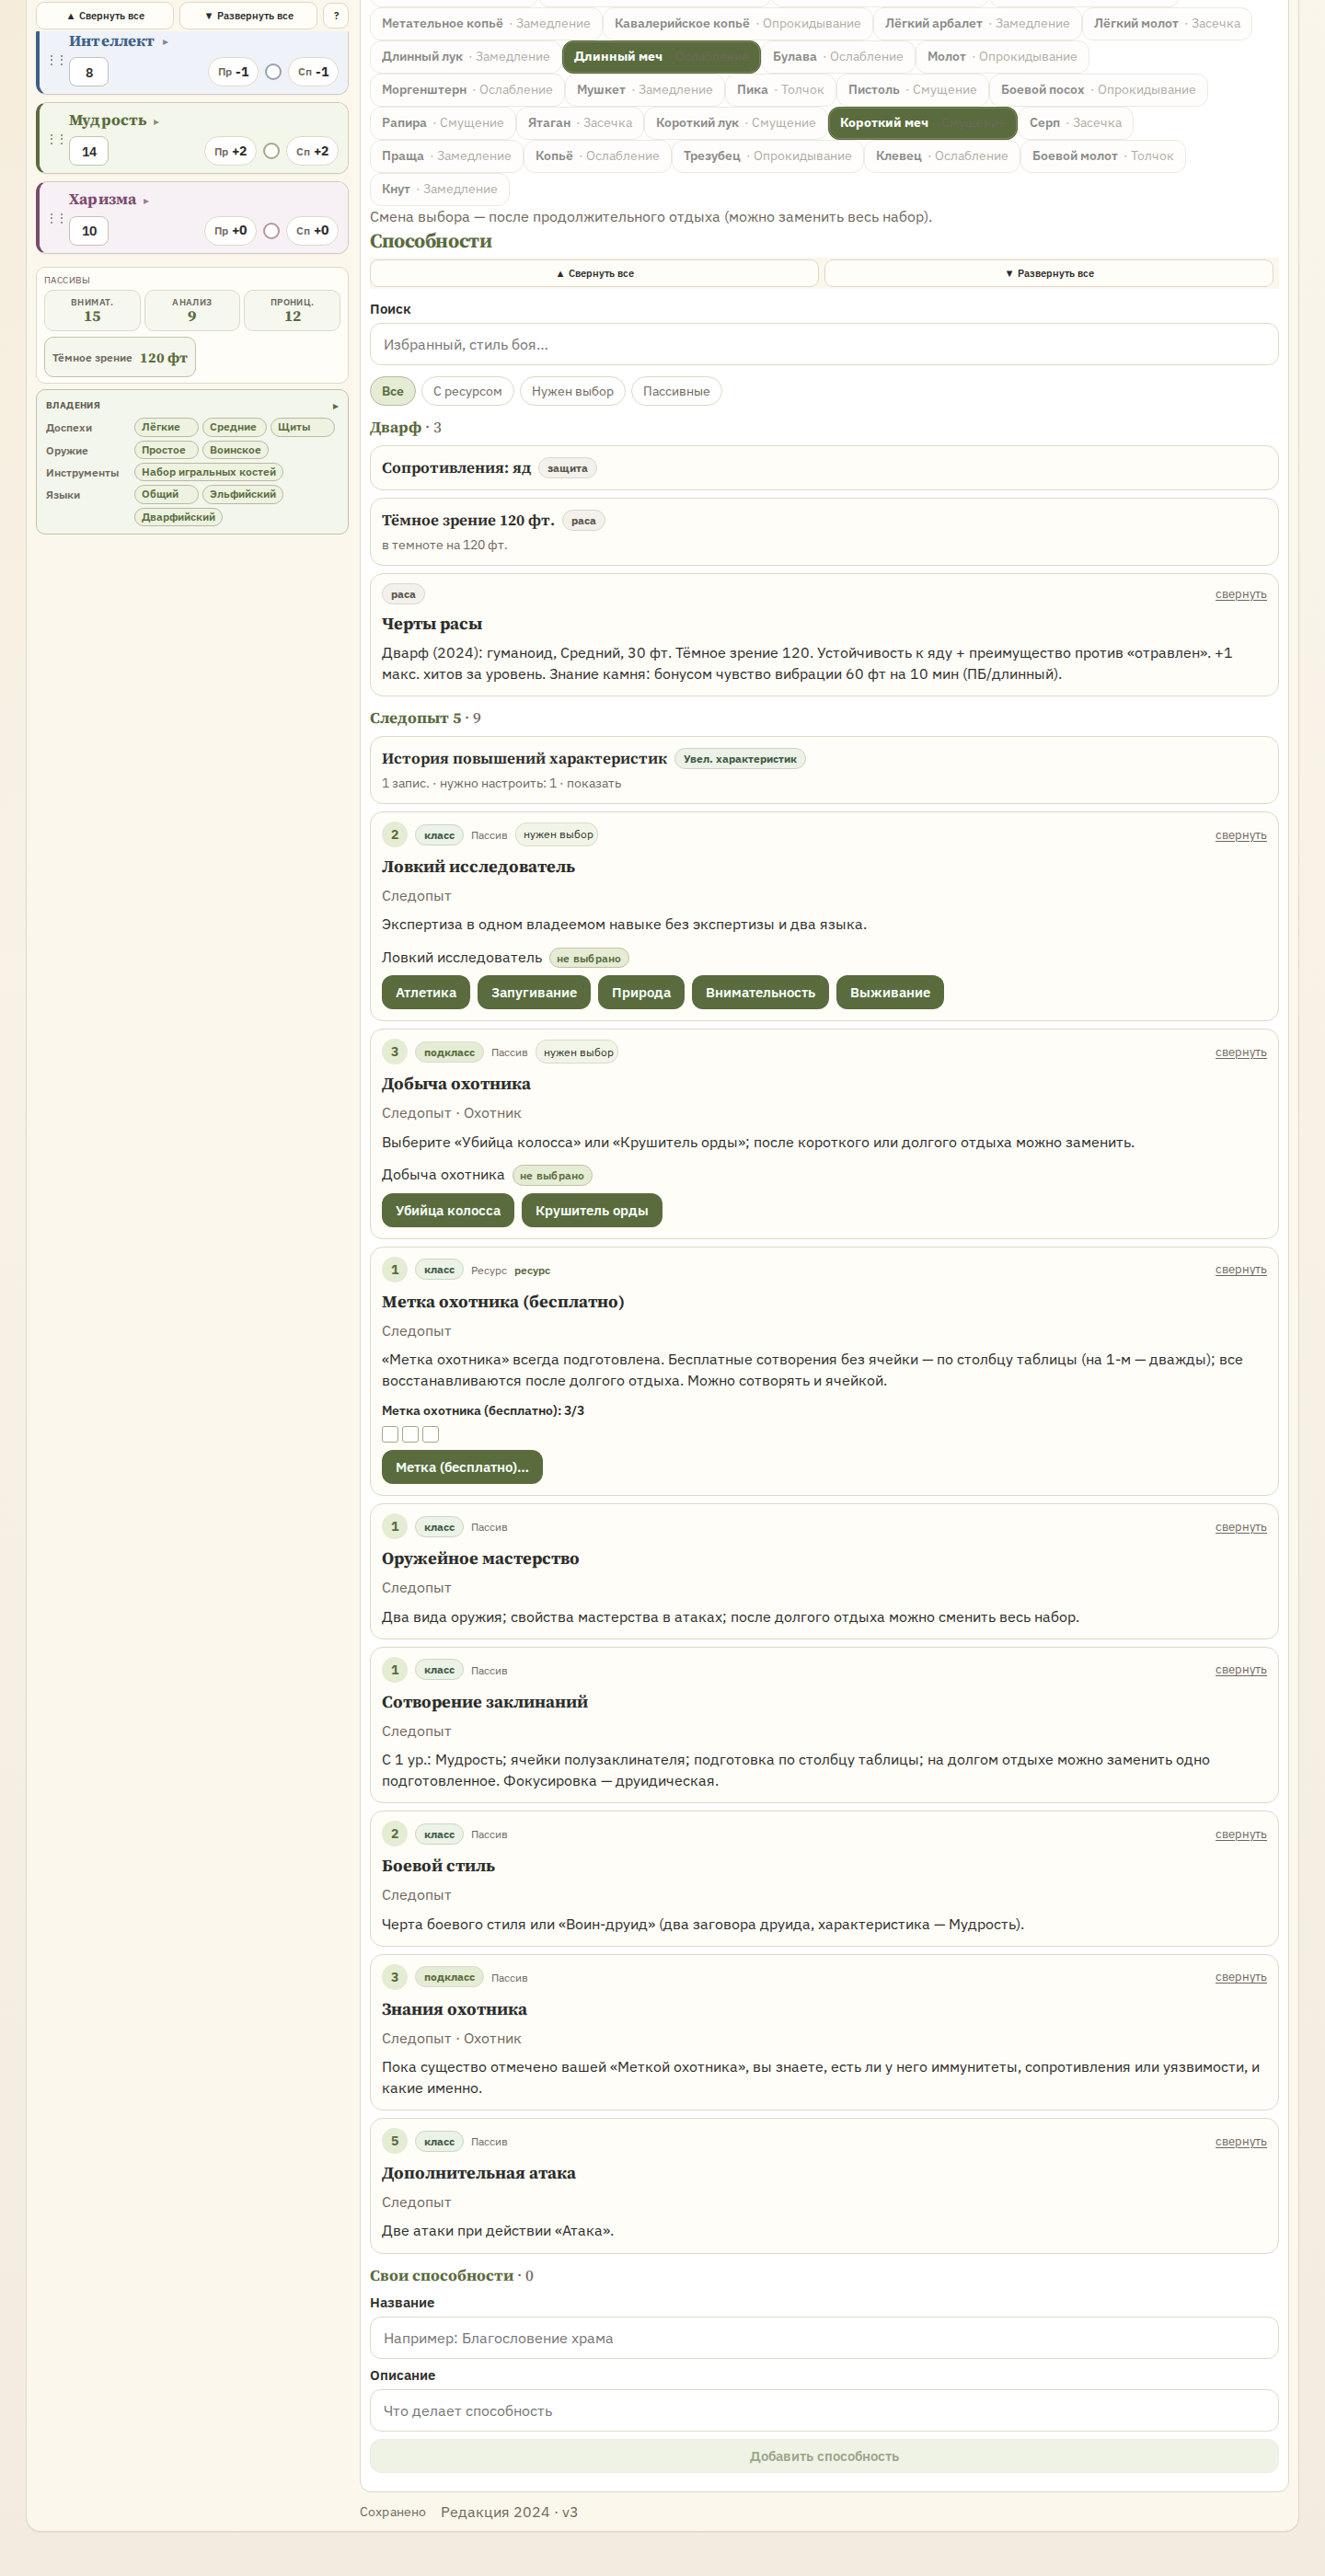 ▲ Свернуть все
▼ Развернуть все
?
Интеллект ▸
8
Пр -1
Сп -1
Мудрость ▸
14
Пр +2
Сп +2
Харизма ▸
10
Пр +0
Сп +0
ПАССИВЫ
ВНИМАТ.
15
АНАЛИЗ
9
ПРОНИЦ.
12
Тёмное зрение 120 фт
ВЛАДЕНИЯ ▸
Доспехи Лёгкие Средние Щиты
Оружие Простое Воинское
Инструменты Набор игральных костей
Языки Общий Эльфийский
Дварфийский
Метательное копьё · Замедление Кавалерийское копьё · Опрокидывание Лёгкий арбалет · Замедление Лёгкий молот · Засечка
Длинный лук · Замедление Длинный меч Булава · Ослабление Молот · Опрокидывание
Моргенштерн · Ослабление Мушкет · Замедление Пика · Толчок Пистоль · Смущение Боевой посох · Опрокидывание
Рапира · Смущение Ятаган · Засечка Короткий лук · Смущение Короткий меч Серп · Засечка
Праща · Замедление Копьё · Ослабление Трезубец · Опрокидывание Клевец · Ослабление Боевой молот · Толчок
Кнут · Замедление
Смена выбора — после продолжительного отдыха (можно заменить весь набор).
Способности
▲ Свернуть все
▼ Развернуть все
Поиск
Избранный, стиль боя...
Все С ресурсом Нужен выбор Пассивные
Дварф · 3
Сопротивления: яд защита
Тёмное зрение 120 фт. раса
в темноте на 120 фт.
раса свернуть
Черты расы
Дварф (2024): гуманоид, Средний, 30 фт. Тёмное зрение 120. Устойчивость к яду + преимущество против «отравлен». +1
макс. хитов за уровень. Знание камня: бонусом чувство вибрации 60 фт на 10 мин (ПБ/длинный).
Следопыт 5 · 9
История повышений характеристик Увел. характеристик
1 запис. · нужно настроить: 1 · показать
2 класс Пассив нужен выбор свернуть
Ловкий исследователь
Следопыт
Экспертиза в одном владеемом навыке без экспертизы и два языка.
Ловкий исследователь не выбрано
Атлетика Запугивание Природа Внимательность Выживание
3 подкласс Пассив нужен выбор свернуть
Добыча охотника
Следопыт · Охотник
Выберите «Убийца колосса» или «Крушитель орды»; после короткого или долгого отдыха можно заменить.
Добыча охотника не выбрано
Убийца колосса Крушитель орды
1 класс Ресурс ресурс свернуть
Метка охотника (бесплатно)
Следопыт
«Метка охотника» всегда подготовлена. Бесплатные сотворения без ячейки — по столбцу таблицы (на 1-м — дважды); все
восстанавливаются после долгого отдыха. Можно сотворять и ячейкой.
Метка охотника (бесплатно): 3/3
Метка (бесплатно)...
1 класс Пассив свернуть
Оружейное мастерство
Следопыт
Два вида оружия; свойства мастерства в атаках; после долгого отдыха можно сменить весь набор.
1 класс Пассив свернуть
Сотворение заклинаний
Следопыт
С 1 ур.: Мудрость; ячейки полузаклинателя; подготовка по столбцу таблицы; на долгом отдыхе можно заменить одно
подготовленное. Фокусировка — друидическая.
2 класс Пассив свернуть
Боевой стиль
Следопыт
Черта боевого стиля или «Воин-друид» (два заговора друида, характеристика — Мудрость).
3 подкласс Пассив свернуть
Знания охотника
Следопыт · Охотник
Пока существо отмечено вашей «Меткой охотника», вы знаете, есть ли у него иммунитеты, сопротивления или уязвимости, и
какие именно.
5 класс Пассив свернуть
Дополнительная атака
Следопыт
Две атаки при действии «Атака».
Свои способности · 0
Название
Например: Благословение храма
Описание
Что делает способность
Добавить способность
Сохранено Редакция 2024 · v3